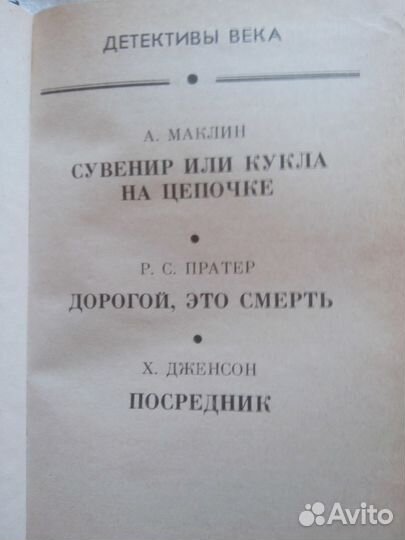 ДЕТЕКТИВЫ ВЕКА
А. МАКЛИН
СУВЕНИР ИЛИ КУКЛА
НА ЦЕПОЧКЕ
Р. С. ПРАТЕР
ДОРОГОЙ, ЭТО СМЕРТЬ
Х. ДЖЕНСОН
ПОСРЕДНИК
Avito